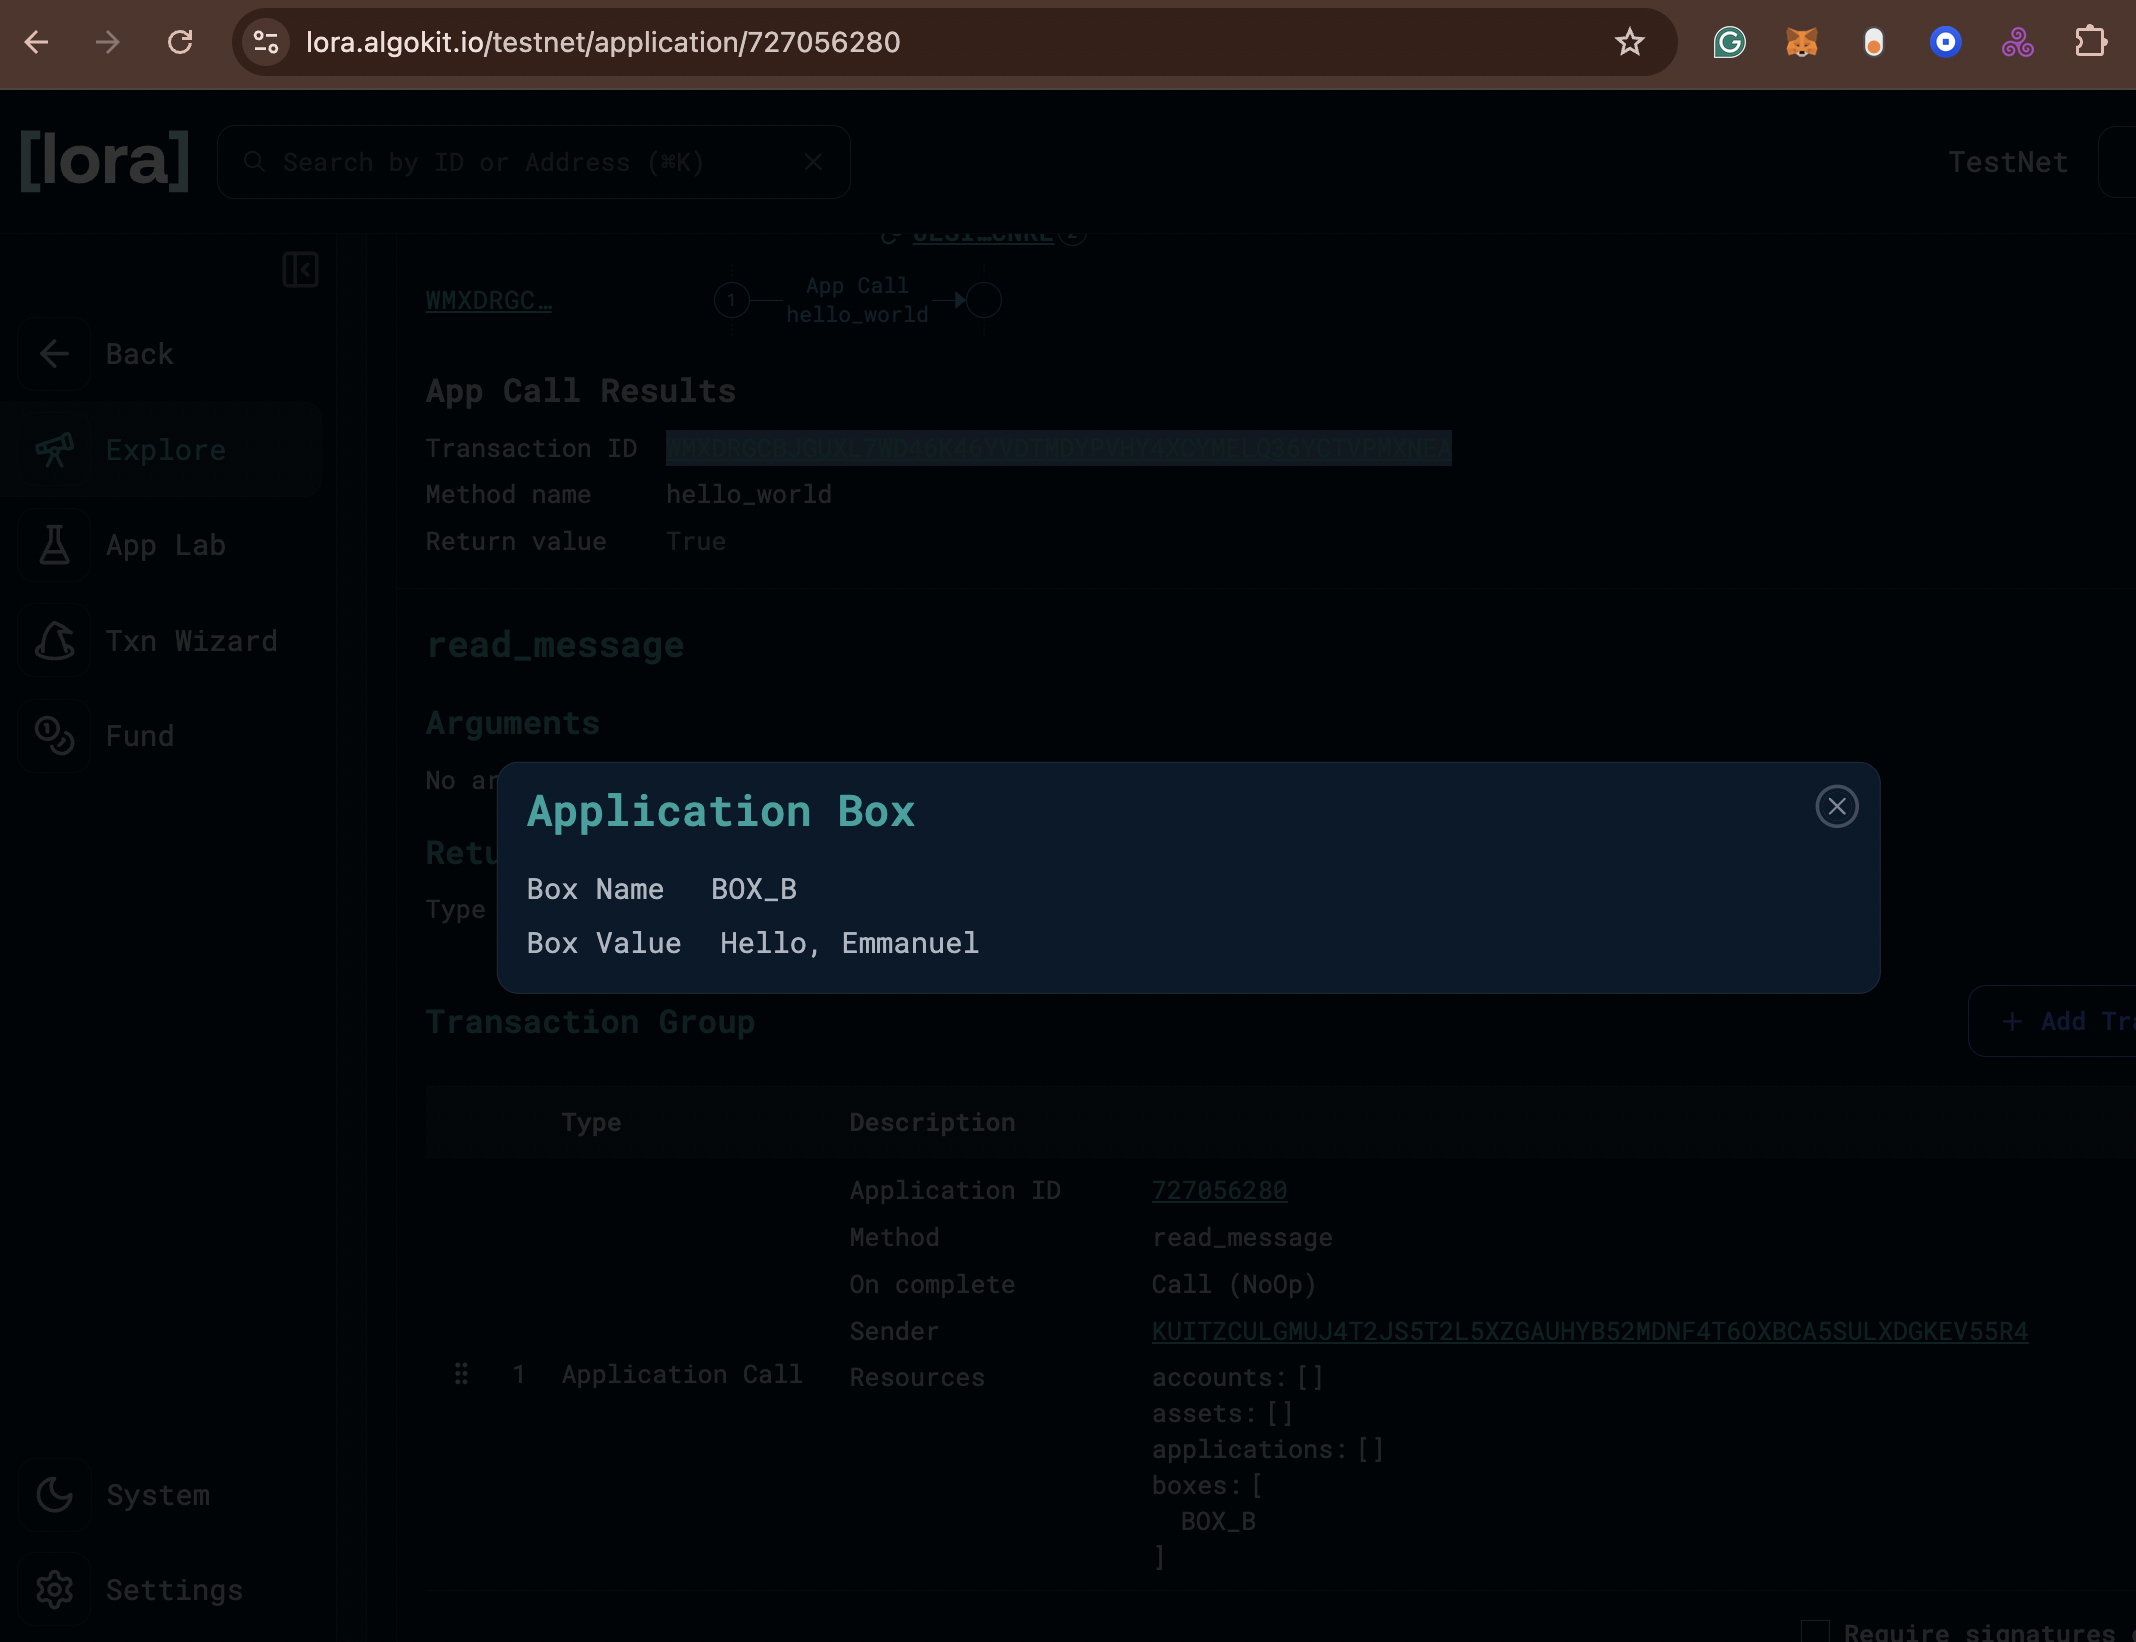 lora.algokit.io/testnet/application/727056280
[lora]
Search by ID or Address (⌘K)
TestNet
WMXDRGC…
1
App Call
hello_world
Back
Explore
App Lab
Txn Wizard
Fund
App Call Results
Transaction ID
Method name hello_world
Return value True
read_message
Arguments
No ar
Application Box
Box Name BOX_B
Box Value Hello, Emmanuel
Retu
Type
Transaction Group
+ Add Tra
Type Description
Application ID 727056280
Method read_message
On complete Call (NoOp)
Sender KUITZCULGMUJ4T2JS5T2L5XZGAUHYB52MDNF4T6OXBCA5SULXDGKEV55R4
1 Application Call
Resources accounts: []
assets: []
applications: []
boxes: [
BOX_B
]
System
Settings
Require signatures